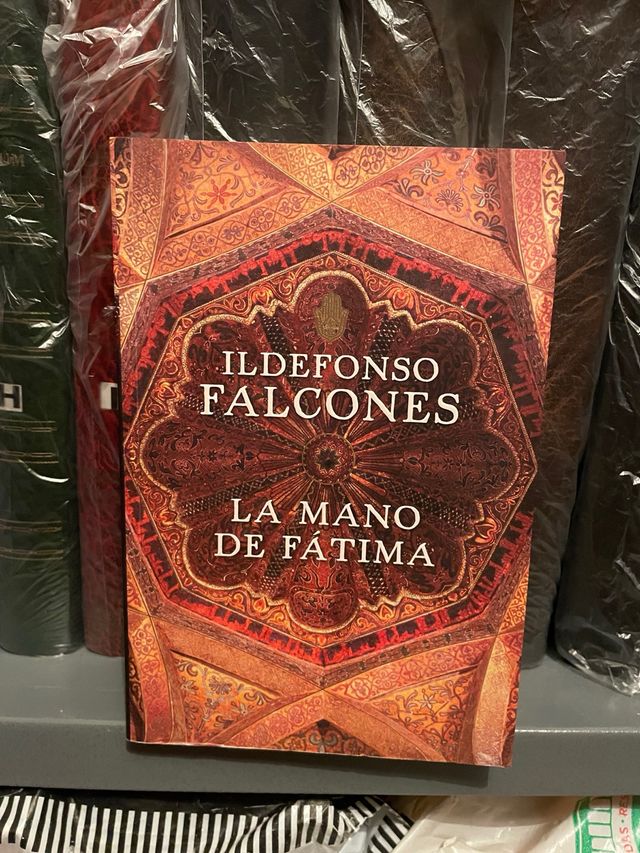 ILDEFONSO
FALCONES
LA MANO
DE FÁTIMA